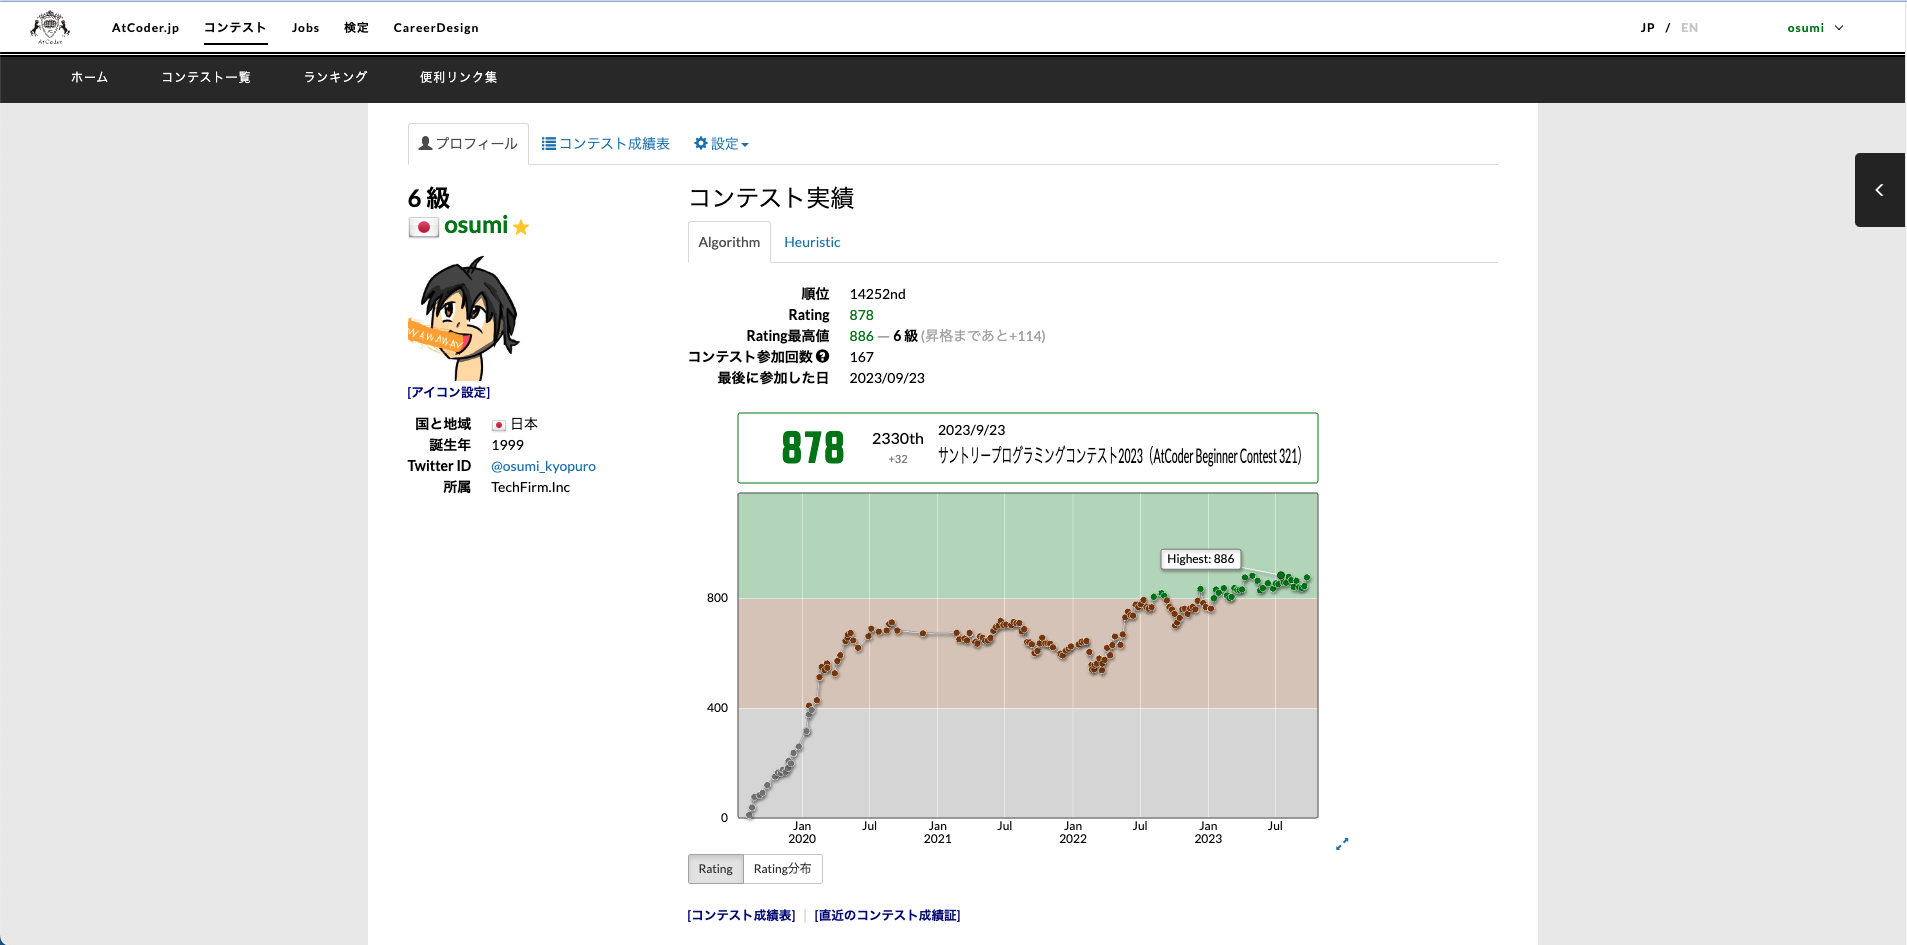 AtCoder
AtCoder.jp コンテスト Jobs 検定 CareerDesign JP / EN osumi
ホーム コンテスト一覧 ランキング 便利リンク集
プロフィール コンテスト成績表 設定
6 級
osumi
[アイコン設定]
国と地域 日本
誕生年 1999
Twitter ID @osumi_kyopuro
所属 TechFirm.Inc
コンテスト実績
Algorithm Heuristic
順位 14252nd
Rating 878
Rating最高値 886 ― 6 級 (昇格まであと+114)
コンテスト参加回数 167
最後に参加した日 2023/09/23
878 2330th +32
2023/9/23
サントリープログラミングコンテスト2023（AtCoder Beginner Contest 321）
Highest: 886
800
400
0
Jan 2020 Jul Jan 2021 Jul Jan 2022 Jul Jan 2023 Jul
Rating Rating分布
[コンテスト成績表] | [直近のコンテスト成績証]